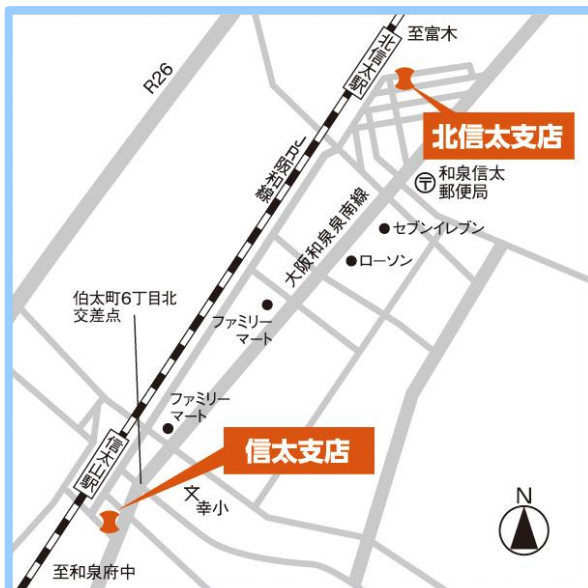 至富木
北信太駅
R26
北信太支店
JR阪和線
和泉信太
郵便局
大阪和泉泉南線
セブンイレブン
ローソン
伯太町6丁目北
交差点
ファミリー
マート
ファミリー
マート
信太支店
信太山駅
幸小
N
至和泉府中